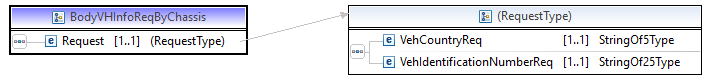 BodyVHInfoReqByChassis
e Request [1..1] (RequestType)
(RequestType)
e VehCountryReq [1..1] StringOf5Type
e VehIdentificationNumberReq [1..1] StringOf25Type